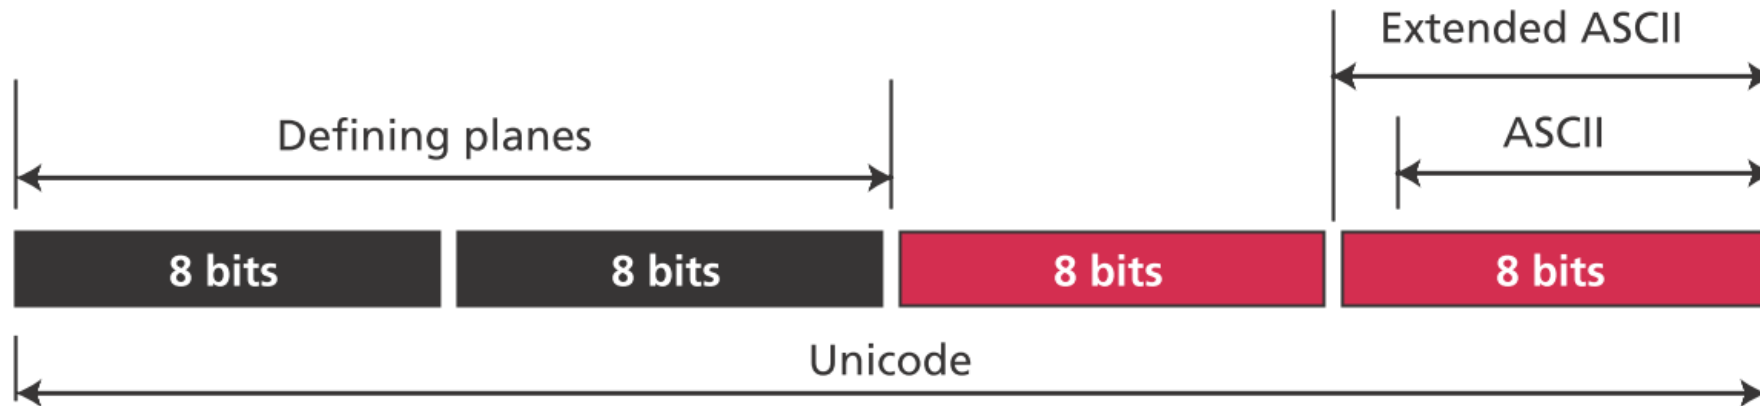 Extended ASCII
Defining planes
ASCII
8 bits
8 bits
8 bits
8 bits
Unicode